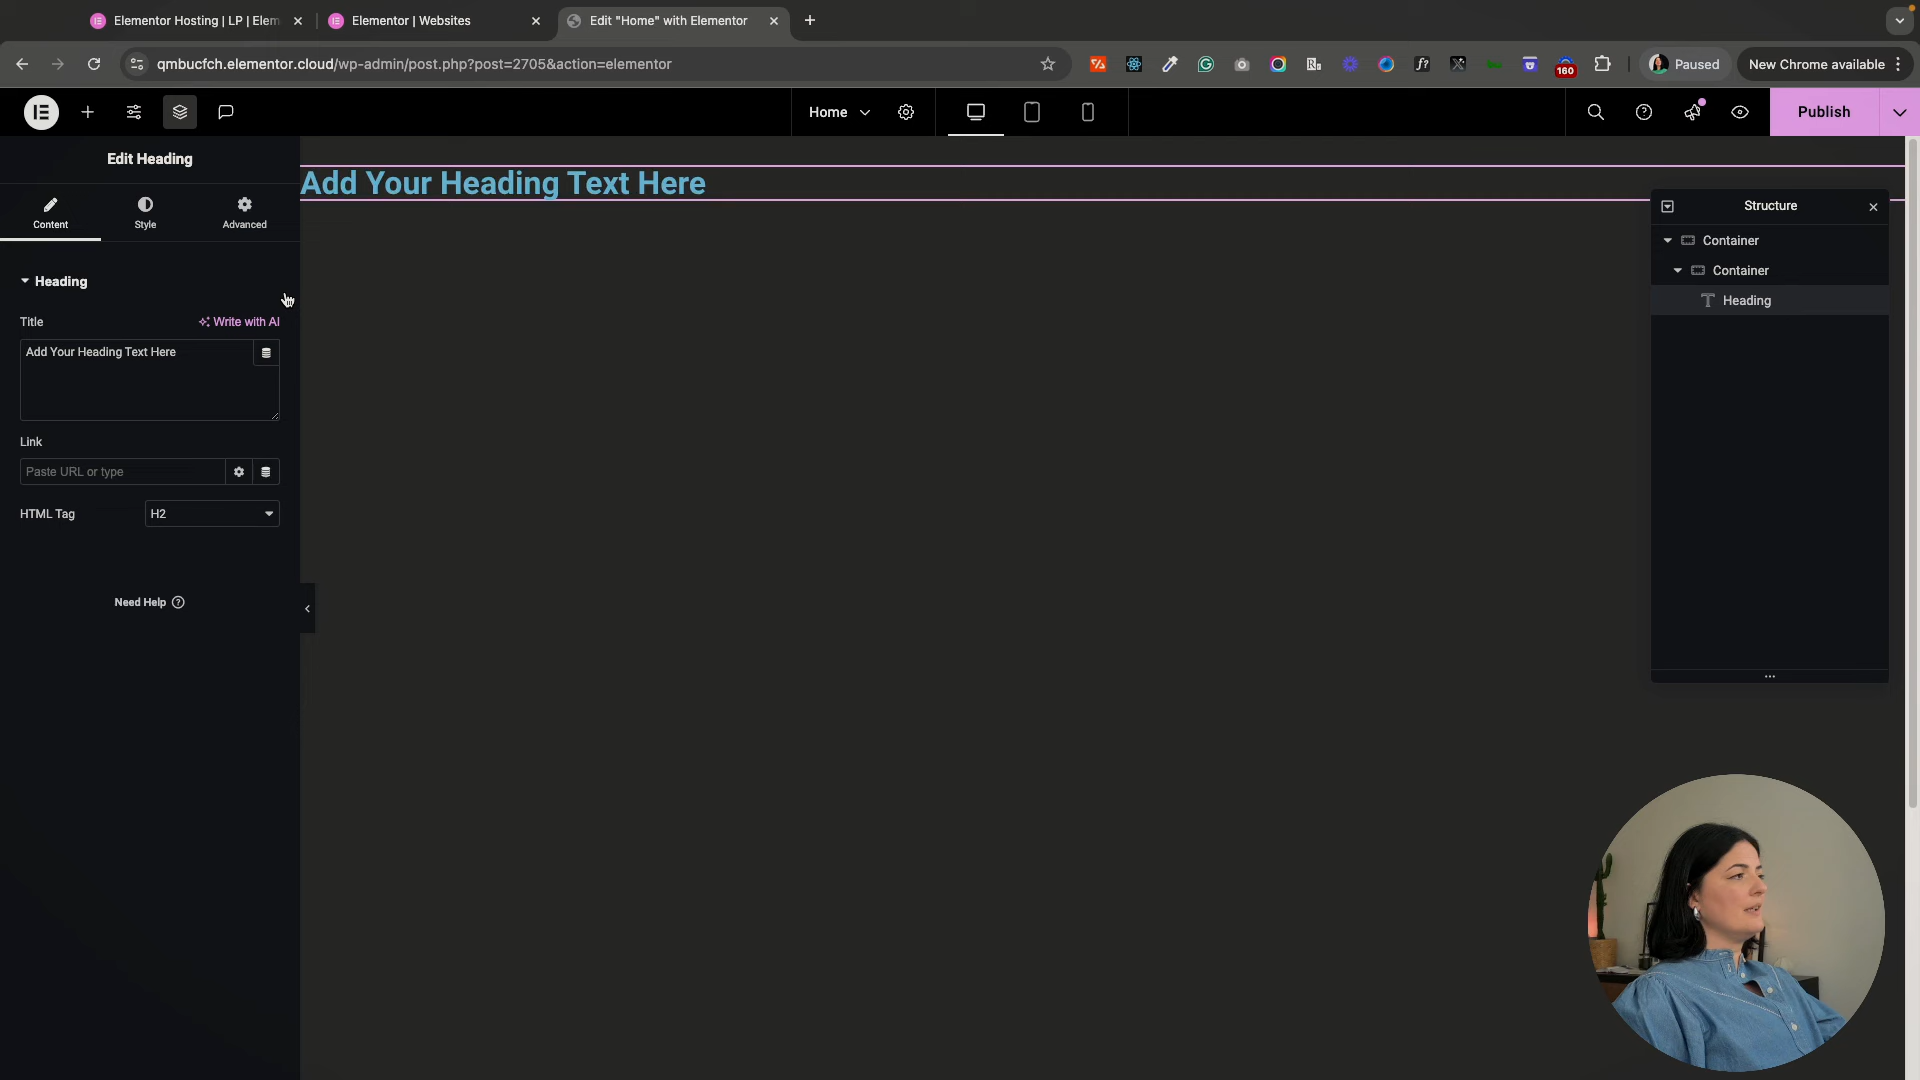 Elementor Hosting | LP | Elem
Elementor | Websites
Edit "Home" with Elementor
qmbucfch.elementor.cloud/wp-admin/post.php?post=2705&action=elementor
160
Paused
New Chrome available
Home
Publish
Edit Heading
Content
Style
Advanced
Heading
Title
Write with AI
Add Your Heading Text Here
Link
Paste URL or type
HTML Tag
H2
Need Help
Add Your Heading Text Here
Structure
Container
Container
Heading